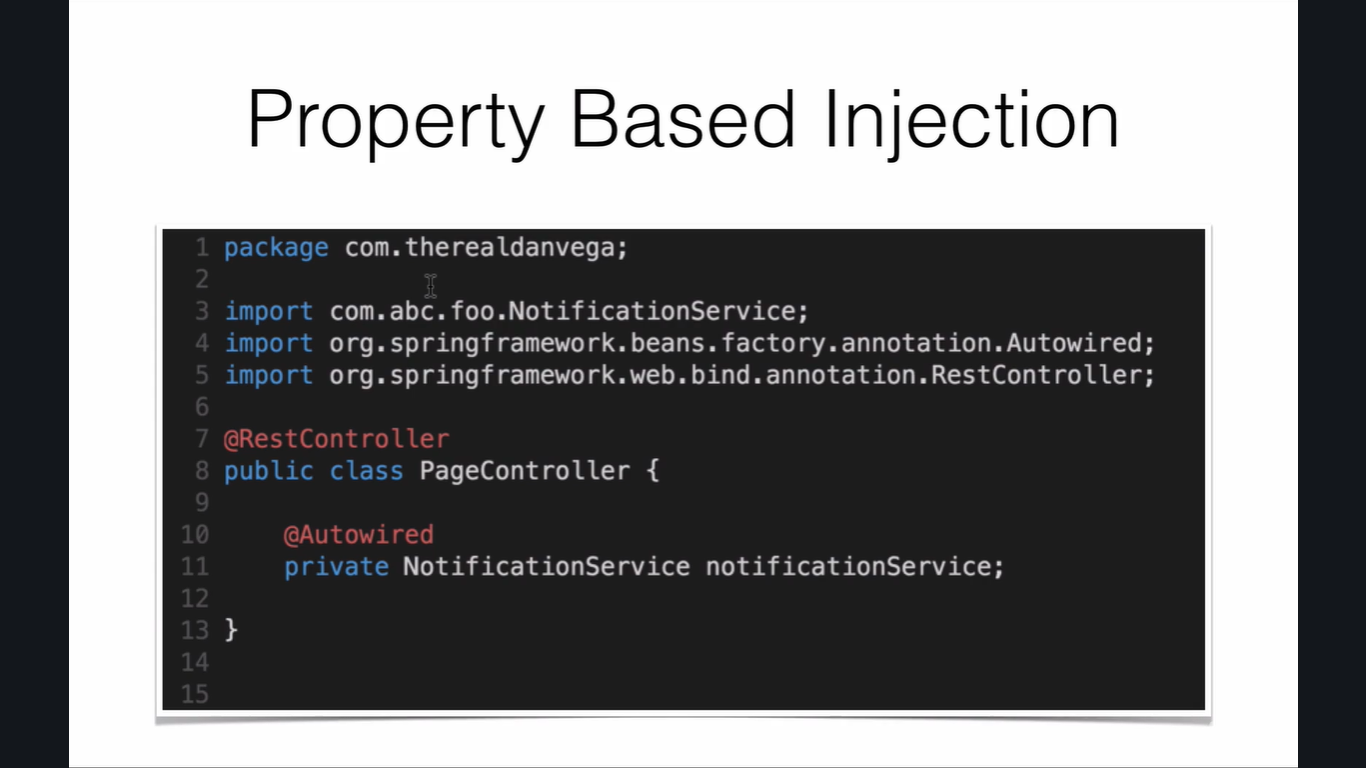 Property Based Injection
1 package com.therealdanvega;
2
3 import com.abc.foo.NotificationService;
4 import org.springframework.beans.factory.annotation.Autowired;
5 import org.springframework.web.bind.annotation.RestController;
6
7 @RestController
8 public class PageController {
9
10     @Autowired
11     private NotificationService notificationService;
12
13 }
14
15